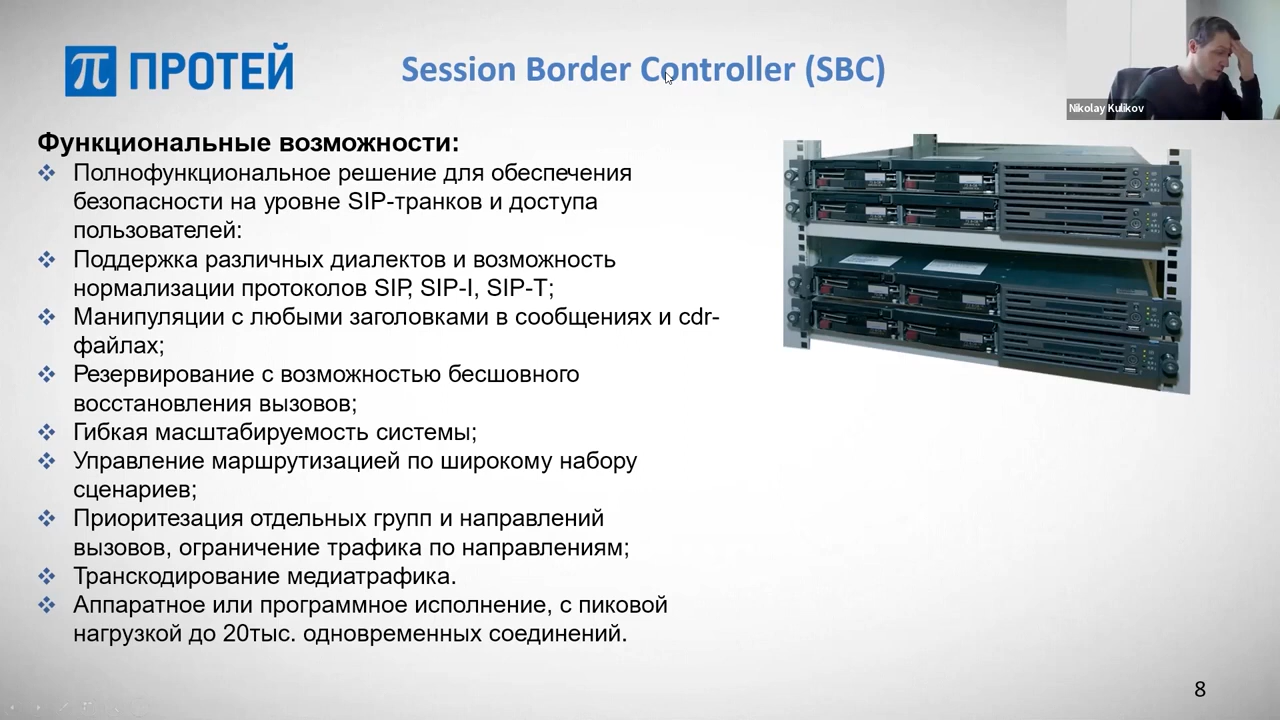 π ПРОТЕЙ
Session Border Controller (SBC)
Nikolay Kulikov
Функциональные возможности:
Полнофункциональное решение для обеспечения
безопасности на уровне SIP-транков и доступа
пользователей:
Поддержка различных диалектов и возможность
нормализации протоколов SIP, SIP-I, SIP-T;
Манипуляции с любыми заголовками в сообщениях и cdr-
файлах;
Резервирование с возможностью бесшовного
восстановления вызовов;
Гибкая масштабируемость системы;
Управление маршрутизацией по широкому набору
сценариев;
Приоритезация отдельных групп и направлений
вызовов, ограничение трафика по направлениям;
Транскодирование медиатрафика.
Аппаратное или программное исполнение, с пиковой
нагрузкой до 20тыс. одновременных соединений.
8